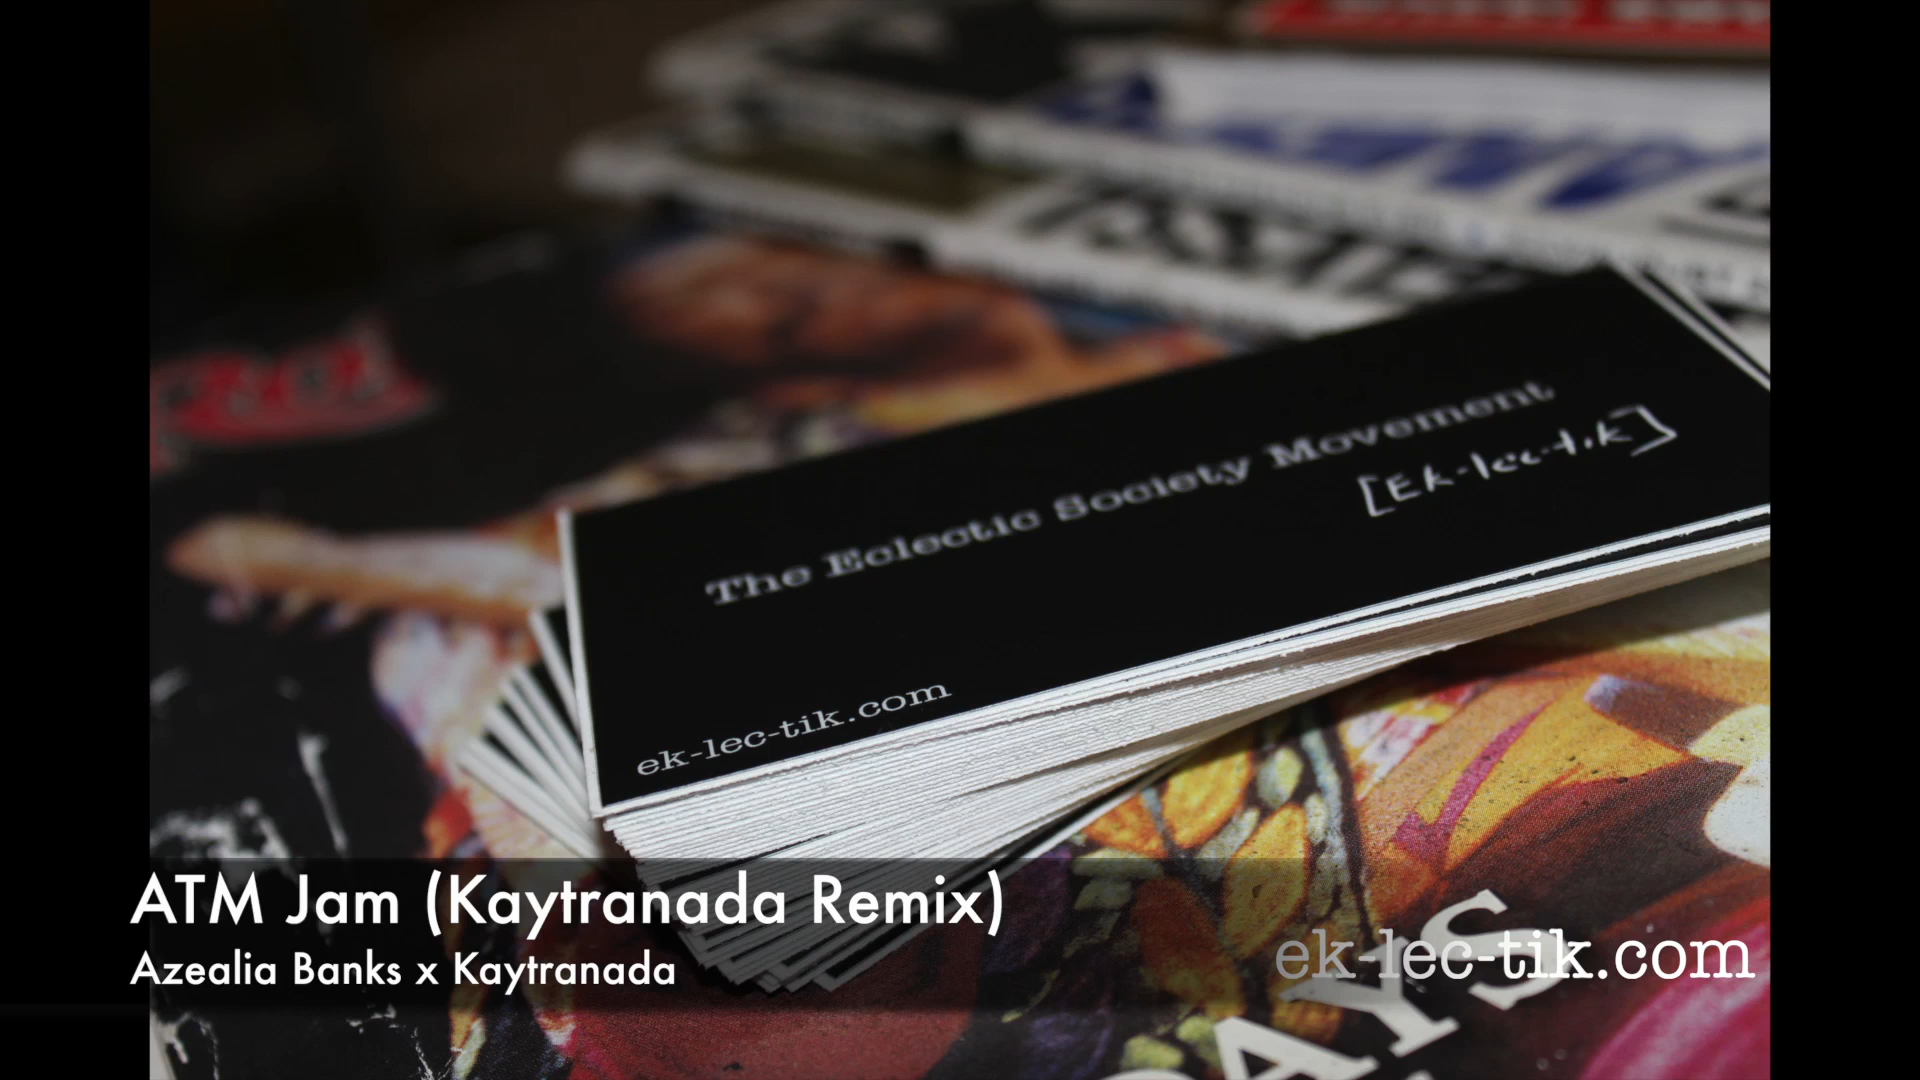 The Eclectic Society Movement
[Ek-lec-tik]
ek-lec-tik.com
ATM Jam (Kaytranada Remix)
Azealia Banks x Kaytranada
ek-lec-tik.com
AYS